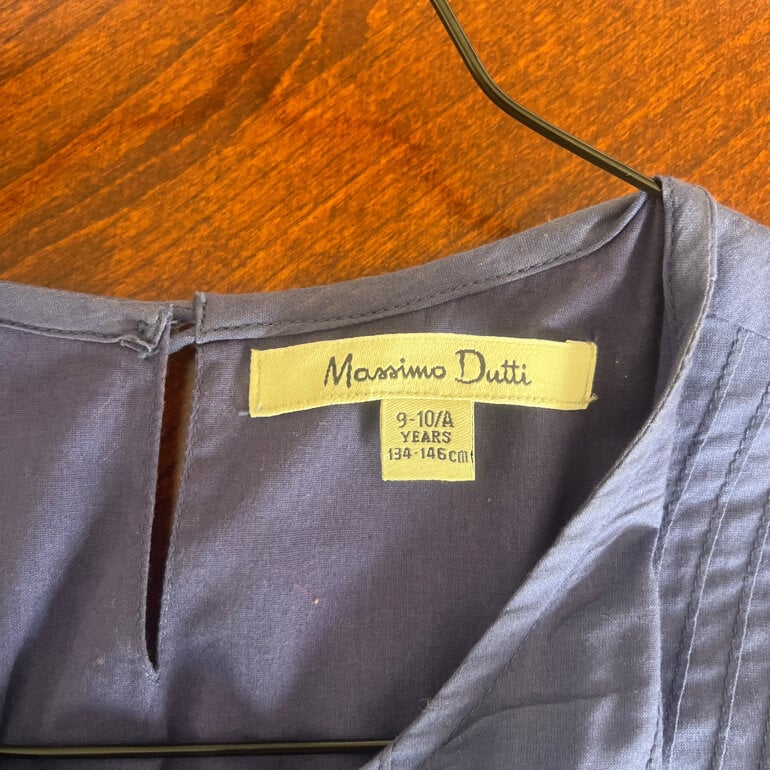 Massimo Dutti
9-10/A
YEARS
134-146cm